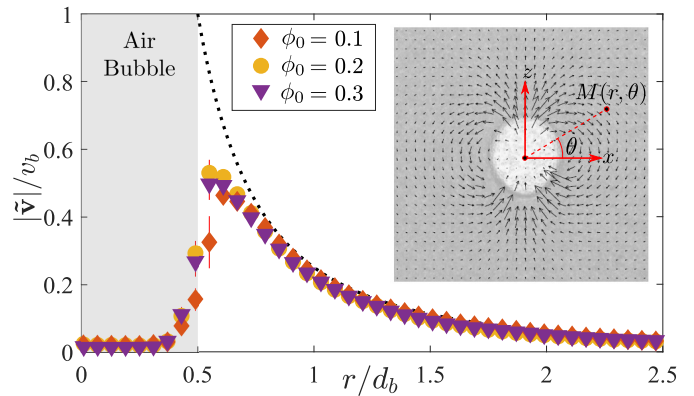 1
0.8
0.6
0.4
0.2
0
|ṽ|/v_b
Air
Bubble
ϕ₀ = 0.1
ϕ₀ = 0.2
ϕ₀ = 0.3
z
M(r, θ)
θ
x
0
0.5
1
1.5
2
2.5
r/d_b